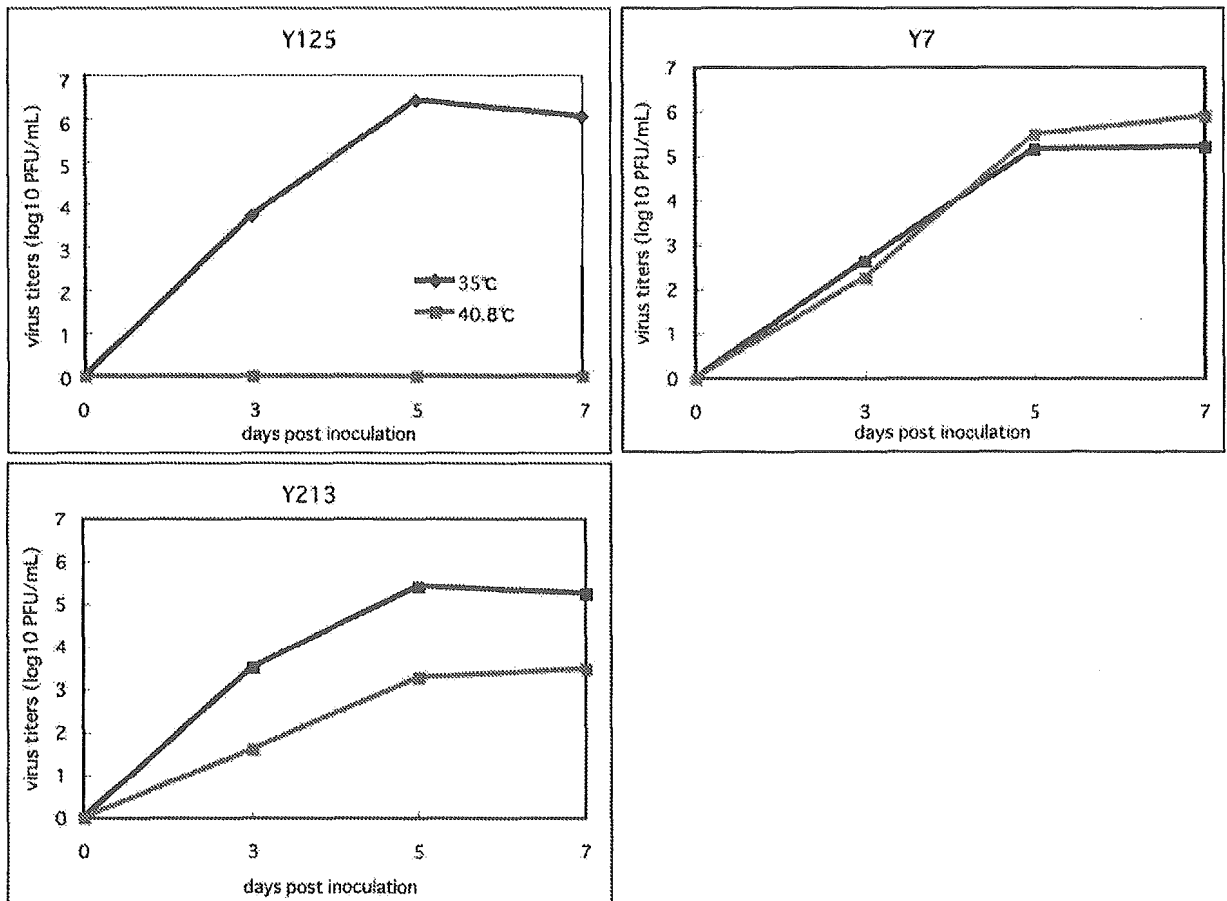 Y125
virus titers (log10 PFU/mL)
7
6
5
4
3
2
1
0
35℃
40.8℃
0 3 5 7
days post inoculation
Y7
virus titers (log10 PFU/mL)
7
6
5
4
3
2
1
0
0 3 5 7
days post inoculation
Y213
virus titers (log10 PFU/mL)
7
6
5
4
3
2
1
0
0 3 5 7
days post inoculation